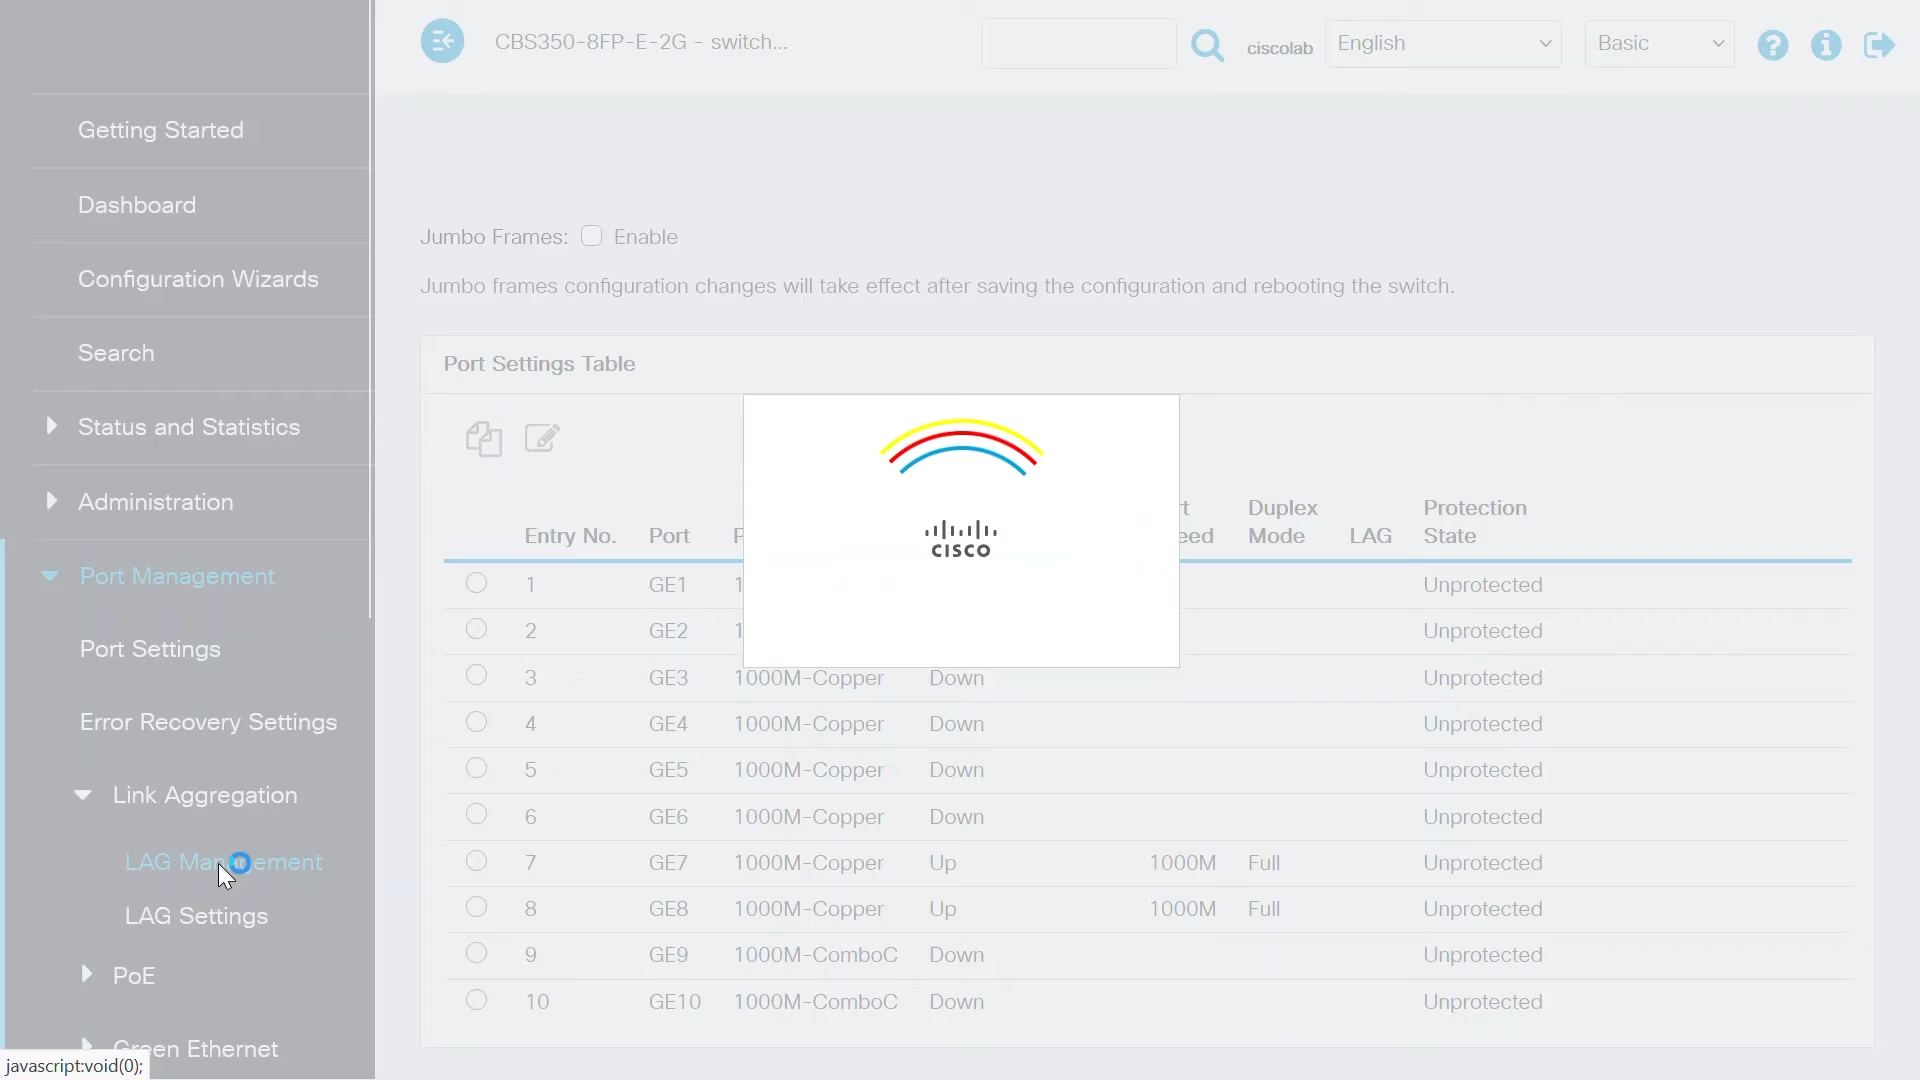 CBS350-8FP-E-2G - switch...
ciscolab
English
Basic
Getting Started
Dashboard
Configuration Wizards
Search
Status and Statistics
Administration
Port Management
Port Settings
Error Recovery Settings
Link Aggregation
LAG Management
LAG Settings
PoE
Green Ethernet
javascript:void(0);
Jumbo Frames: Enable
Jumbo frames configuration changes will take effect after saving the configuration and rebooting the switch.
Port Settings Table
CISCO
Entry No. Port Duplex Mode LAG Protection State
1 GE1 Unprotected
2 GE2 Unprotected
3 GE3 1000M-Copper Down Unprotected
4 GE4 1000M-Copper Down Unprotected
5 GE5 1000M-Copper Down Unprotected
6 GE6 1000M-Copper Down Unprotected
7 GE7 1000M-Copper Up 1000M Full Unprotected
8 GE8 1000M-Copper Up 1000M Full Unprotected
9 GE9 1000M-ComboC Down Unprotected
10 GE10 1000M-ComboC Down Unprotected